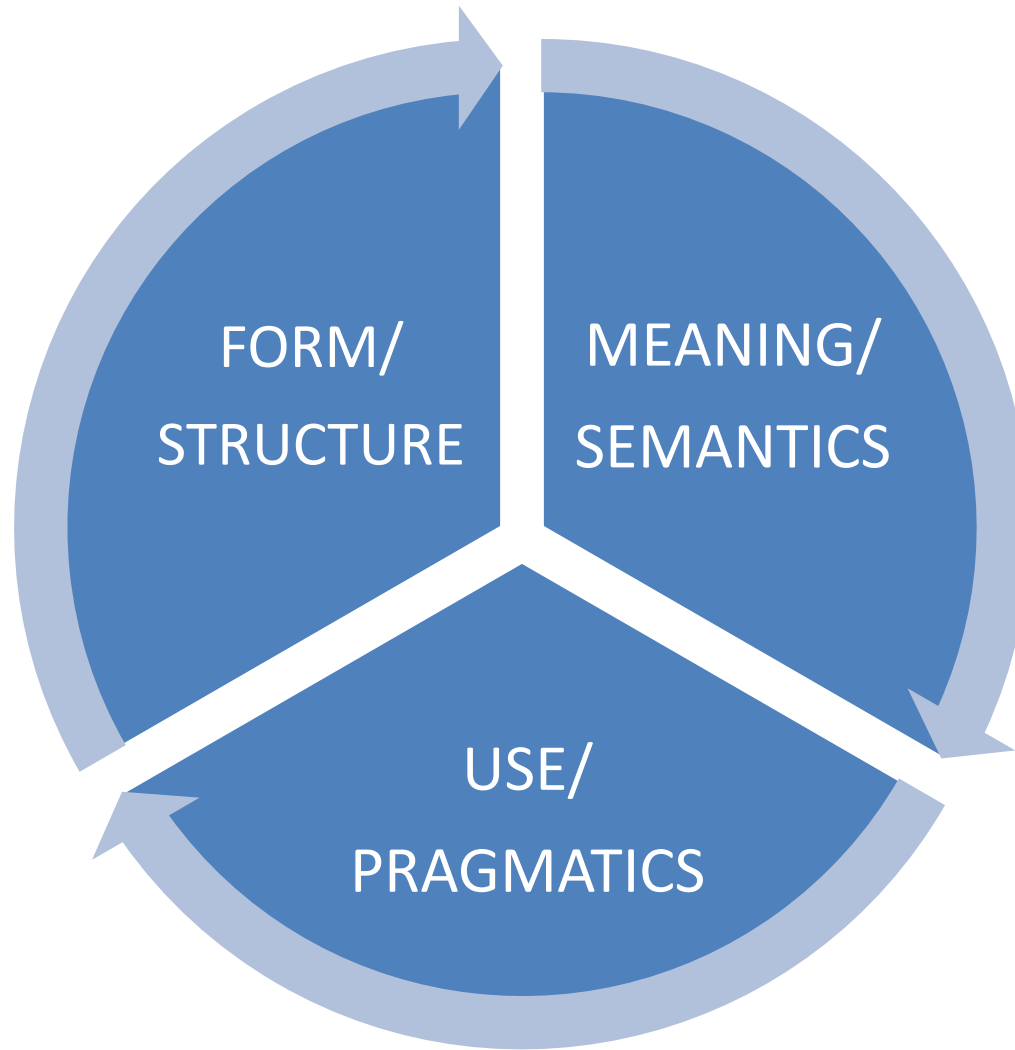 FORM/
STRUCTURE
MEANING/
SEMANTICS
USE/
PRAGMATICS